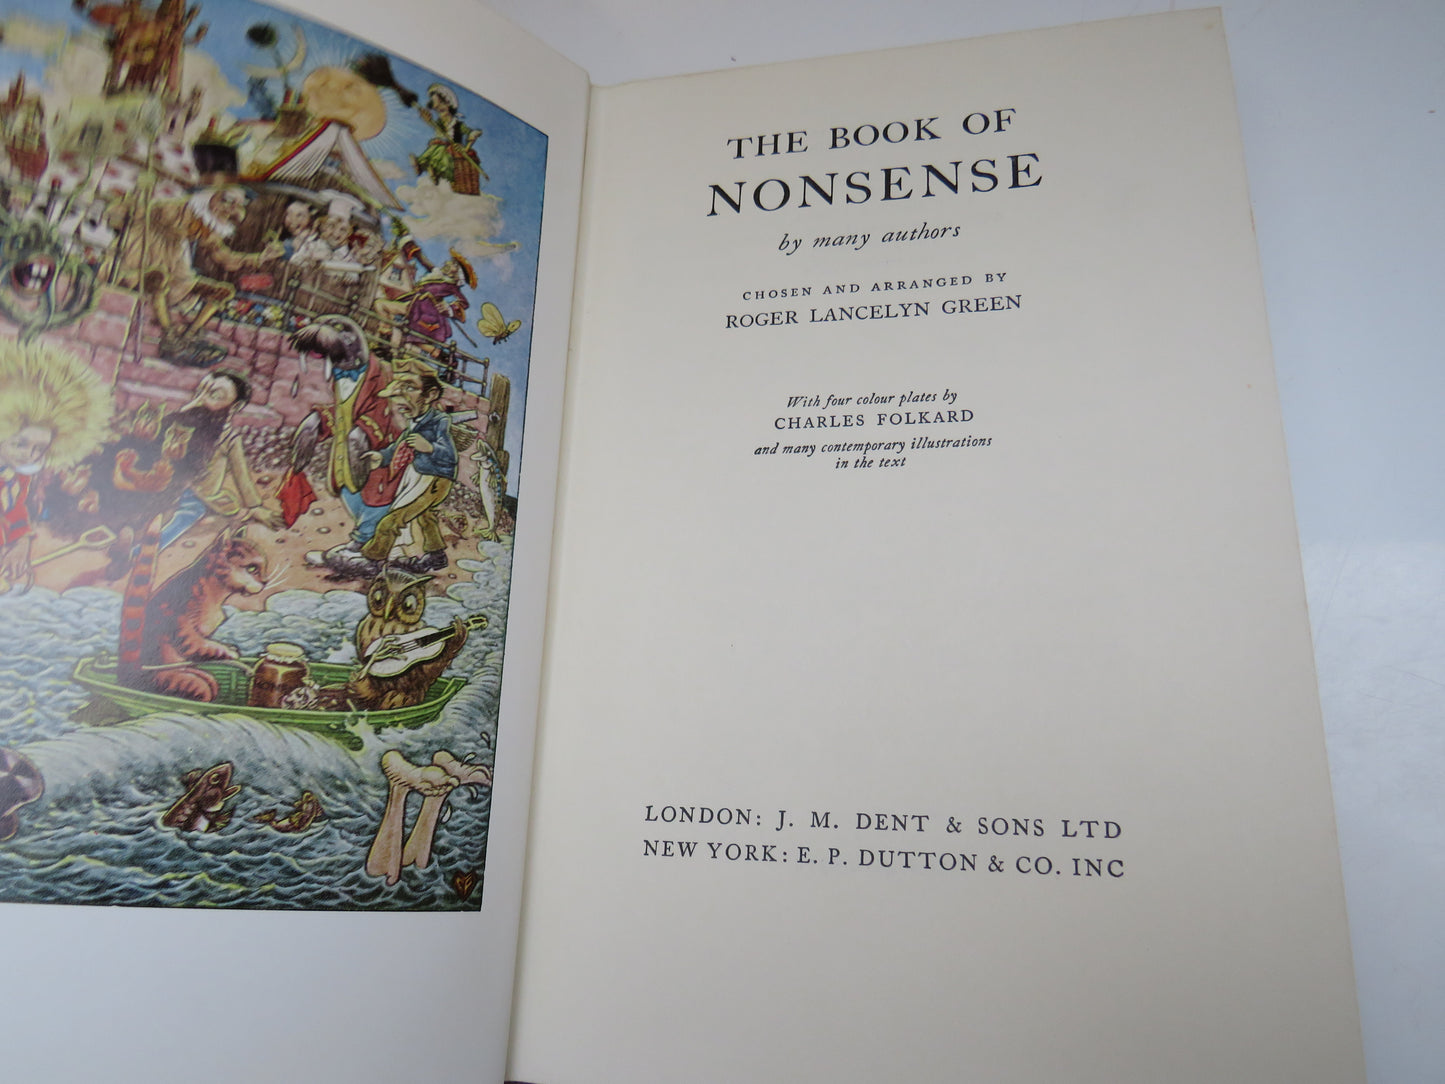 THE BOOK OF
NONSENSE
by many authors
CHOSEN AND ARRANGED BY
ROGER LANCELYN GREEN
With four colour plates by
CHARLES FOLKARD
and many contemporary illustrations
in the text
LONDON: J. M. DENT & SONS LTD
NEW YORK: E. P. DUTTON & CO. INC